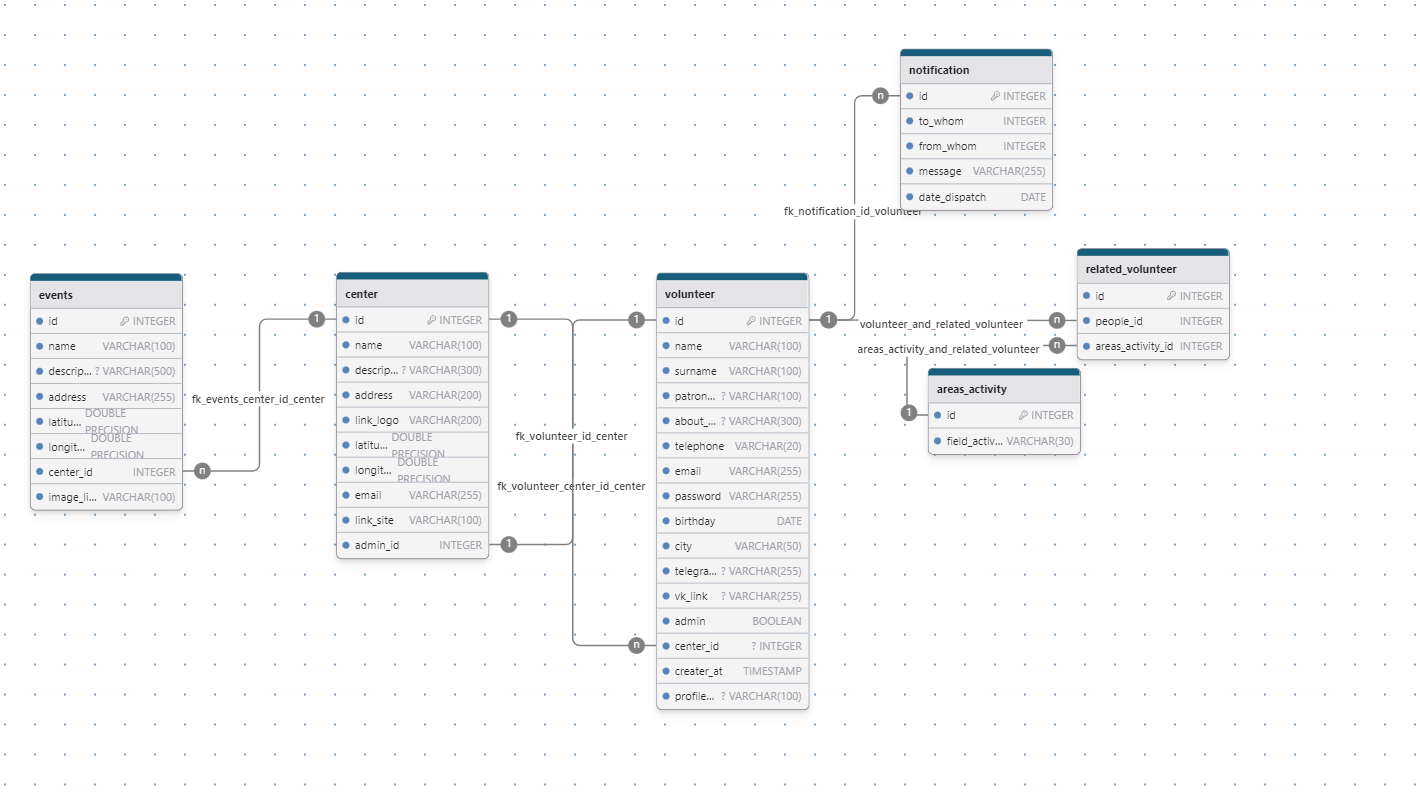 notification
id INTEGER
to_whom INTEGER
from_whom INTEGER
message VARCHAR(255)
date_dispatch DATE
n
fk_notification_id_volunteer
events
id INTEGER
name VARCHAR(100)
descrip... ? VARCHAR(500)
address VARCHAR(255)
latitu... DOUBLE PRECISION
longit... DOUBLE PRECISION
center_id INTEGER
image_li... VARCHAR(100)
n
fk_events_center_id_center
1
center
id INTEGER
name VARCHAR(100)
descrip... ? VARCHAR(300)
address VARCHAR(200)
link_logo VARCHAR(200)
latitu... DOUBLE PRECISION
longit... DOUBLE PRECISION
email VARCHAR(255)
link_site VARCHAR(100)
admin_id INTEGER
1
1
fk_volunteer_id_center
fk_volunteer_center_id_center
1
n
volunteer
id INTEGER
name VARCHAR(100)
surname VARCHAR(100)
patron... ? VARCHAR(100)
about_... ? VARCHAR(300)
telephone VARCHAR(20)
email VARCHAR(255)
password VARCHAR(255)
birthday DATE
city VARCHAR(50)
telegra... ? VARCHAR(255)
vk_link ? VARCHAR(255)
admin BOOLEAN
center_id ? INTEGER
creater_at TIMESTAMP
profile... ? VARCHAR(100)
1
volunteer_and_related_volunteer
n
areas_activity_and_related_volunteer
n
related_volunteer
id INTEGER
people_id INTEGER
areas_activity_id INTEGER
1
areas_activity
id INTEGER
field_activ... VARCHAR(30)